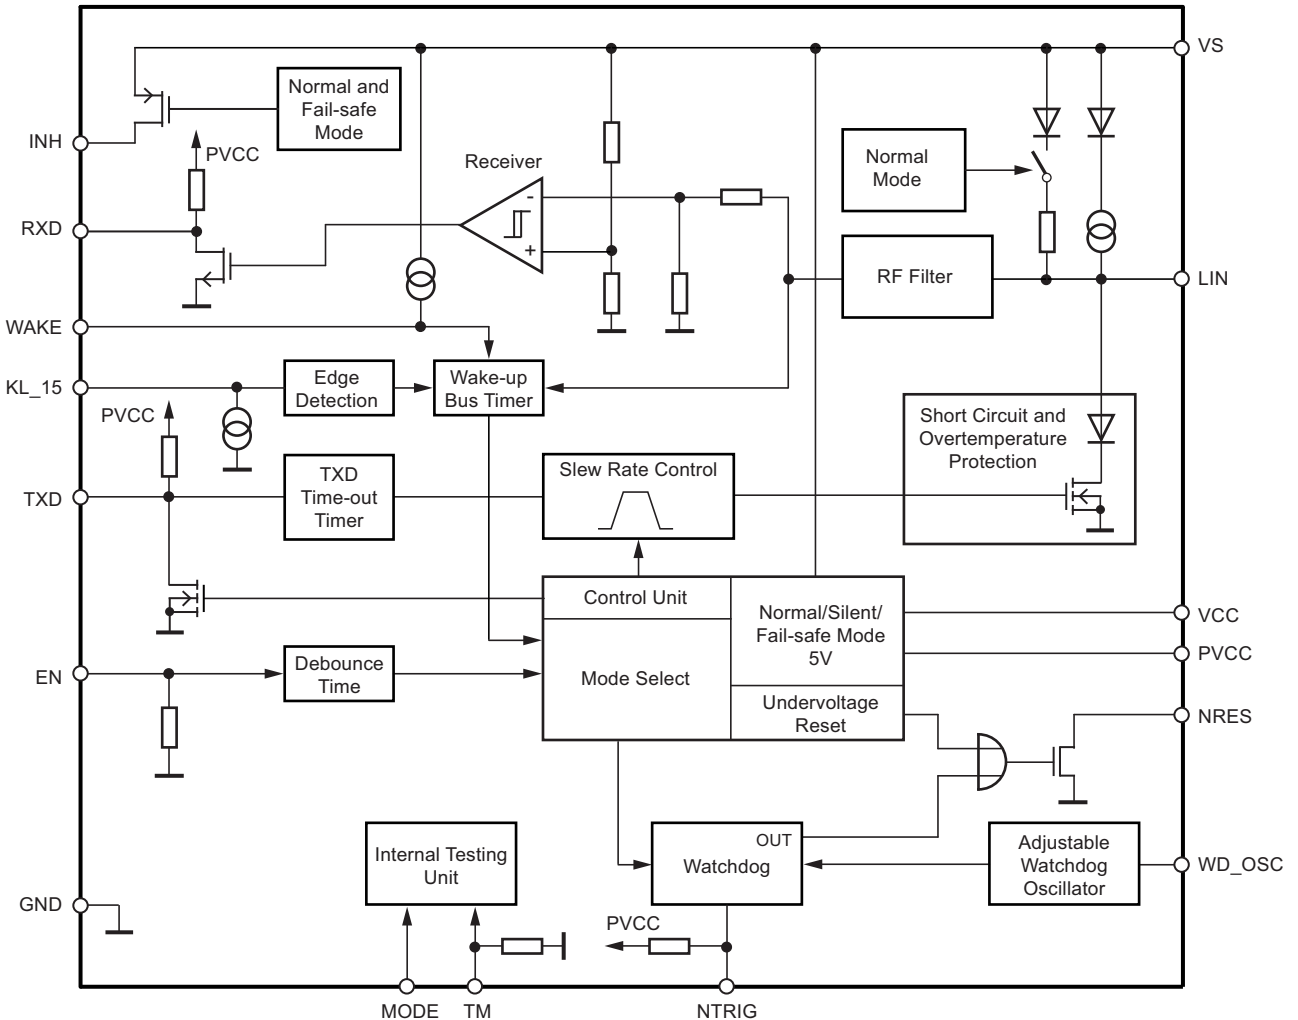 VS
Normal and
Fail-safe
Mode
INH
PVCC
Receiver
Normal
Mode
-
+
RXD
RF Filter
LIN
WAKE
KL_15
Edge
Detection
Wake-up
Bus Timer
PVCC
Short Circuit and
Overtemperature
Protection
TXD
TXD
Time-out
Timer
Slew Rate Control
Control Unit
Normal/Silent/
Fail-safe Mode
5V
VCC
PVCC
EN
Debounce
Time
Mode Select
Undervoltage
Reset
NRES
Internal Testing
Unit
OUT
Watchdog
Adjustable
Watchdog
Oscillator
WD_OSC
GND
PVCC
MODE
TM
NTRIG